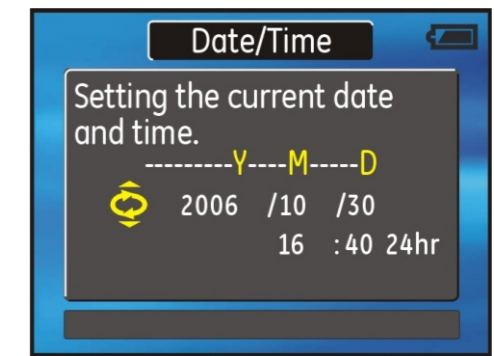 Date/Time
Setting the current date
and time.
---------Y----M-----D
2006 /10 /30
16 :40 24hr